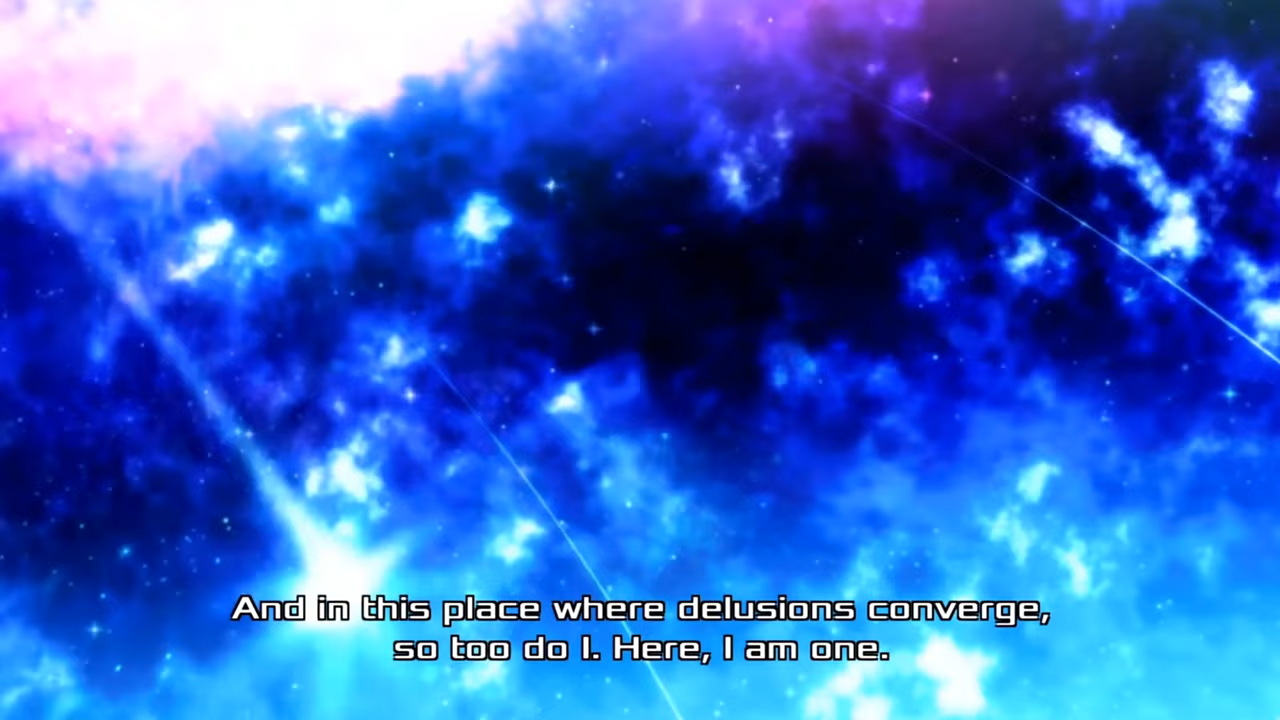 And in this place where delusions converge,
so too do I. Here, I am one.